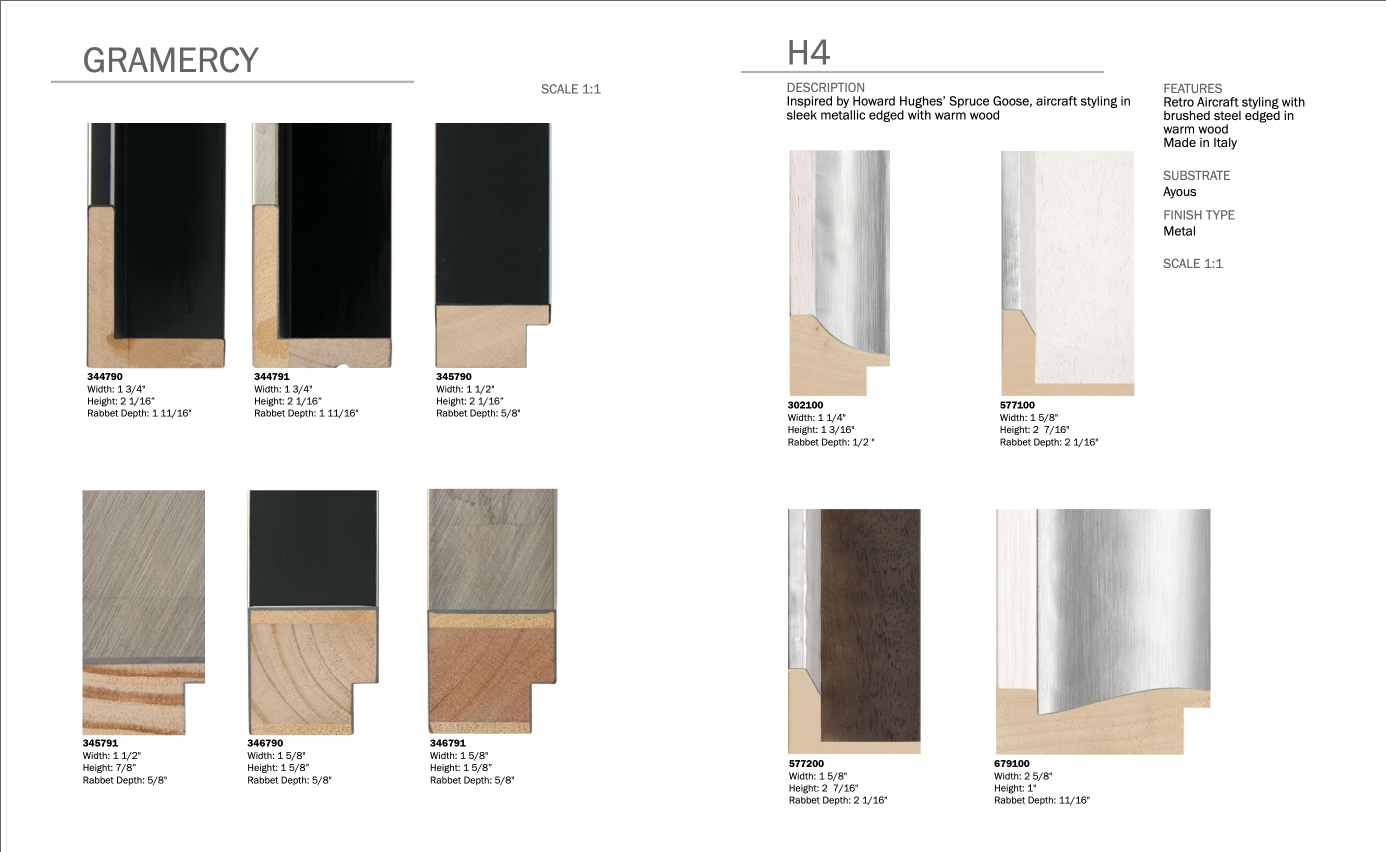 GRAMERCY
SCALE 1:1
344790
Width: 1 3/4"
Height: 2 1/16"
Rabbet Depth: 1 11/16"
344791
Width: 1 3/4"
Height: 2 1/16"
Rabbet Depth: 1 11/16"
345790
Width: 1 1/2"
Height: 2 1/16"
Rabbet Depth: 5/8"
345791
Width: 1 1/2"
Height: 7/8"
Rabbet Depth: 5/8"
346790
Width: 1 5/8"
Height: 1 5/8"
Rabbet Depth: 5/8"
346791
Width: 1 5/8"
Height: 1 5/8"
Rabbet Depth: 5/8"
H4
DESCRIPTION
Inspired by Howard Hughes’ Spruce Goose, aircraft styling in
sleek metallic edged with warm wood
FEATURES
Retro Aircraft styling with
brushed steel edged in
warm wood
Made in Italy
SUBSTRATE
Ayous
FINISH TYPE
Metal
SCALE 1:1
302100
Width: 1 1/4"
Height: 1 3/16"
Rabbet Depth: 1/2 "
577100
Width: 1 5/8"
Height: 2  7/16"
Rabbet Depth: 2 1/16"
577200
Width: 1 5/8"
Height: 2  7/16"
Rabbet Depth: 2 1/16"
679100
Width: 2 5/8"
Height: 1"
Rabbet Depth: 11/16"